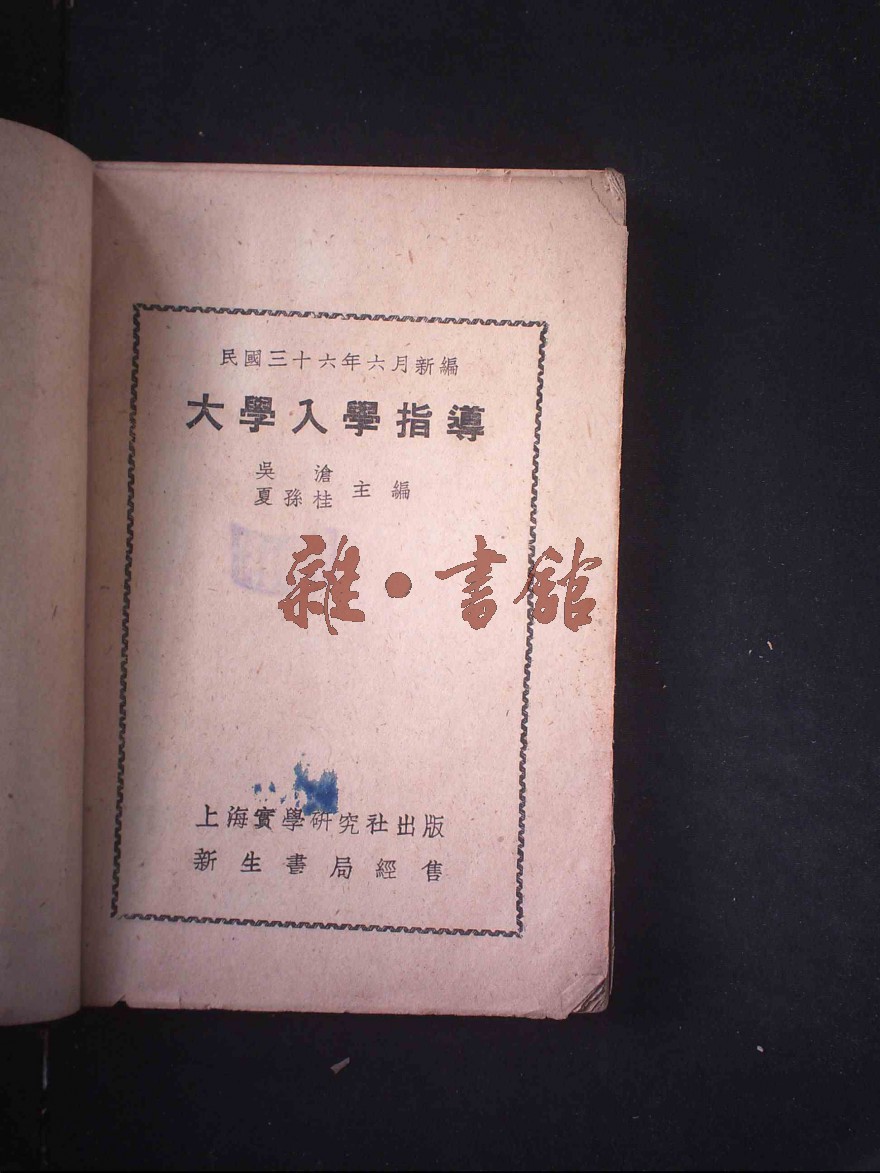 民國三十六年六月新編
大學入學指導
吳滄
夏孫桂 主編
雜·書館
上海實學研究社出版
新生書局經售